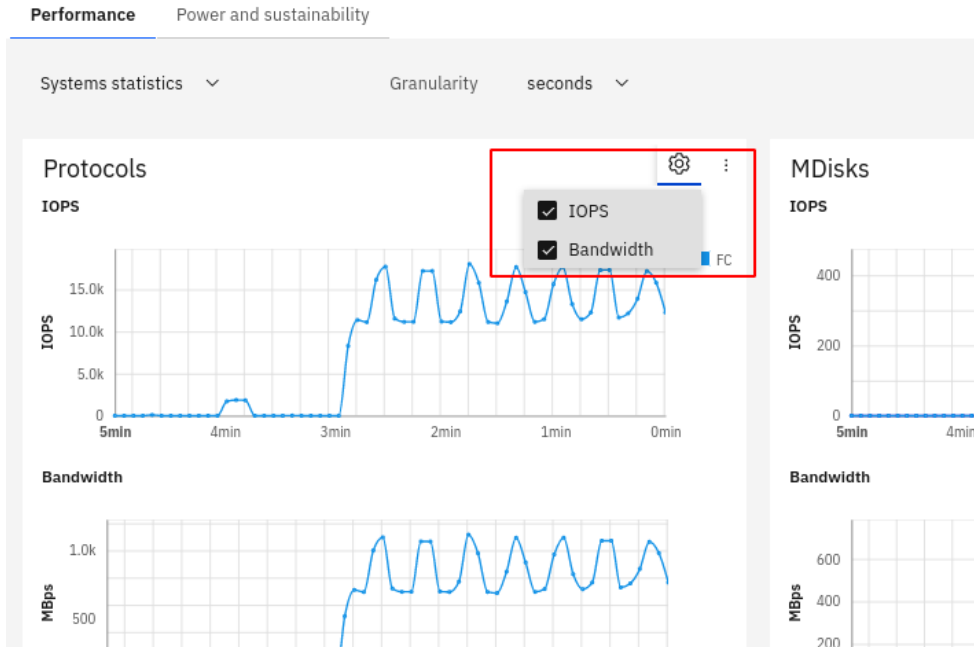 Performance Power and sustainability
Systems statistics Granularity seconds
Protocols
IOPS
IOPS
Bandwidth
FC
15.0k
10.0k
5.0k
0
IOPS
5min 4min 3min 2min 1min 0min
Bandwidth
1.0k
500
MBps
MDisks
IOPS
400
200
0
IOPS
5min 4min
Bandwidth
600
400
200
MBps